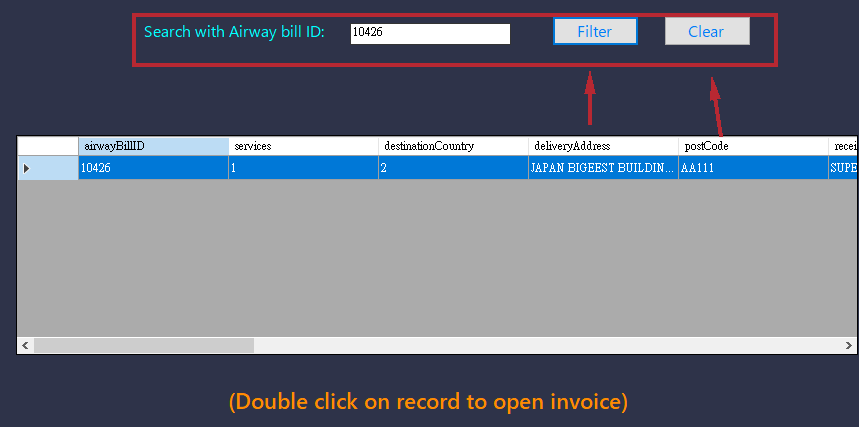 Search with Airway bill ID: 10426 Filter Clear
airwayBillID services destinationCountry deliveryAddress postCode recei
10426 1 2 JAPAN BIGEEST BUILDIN... AA111 SUPE
(Double click on record to open invoice)